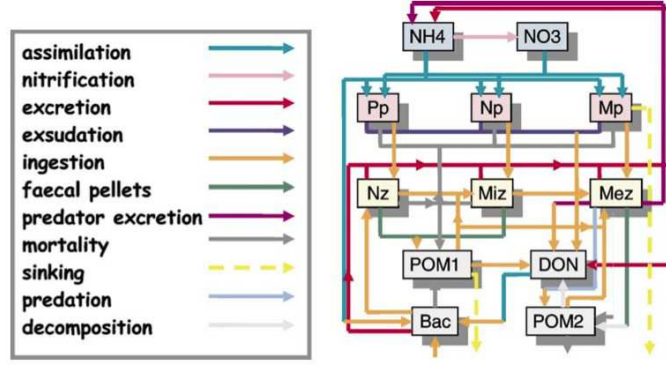 assimilation
nitrification
excretion
exsudation
ingestion
faecal pellets
predator excretion
mortality
sinking
predation
decomposition
NH4 NO3
Pp Np Mp
Nz Miz Mez
POM1 DON
Bac POM2